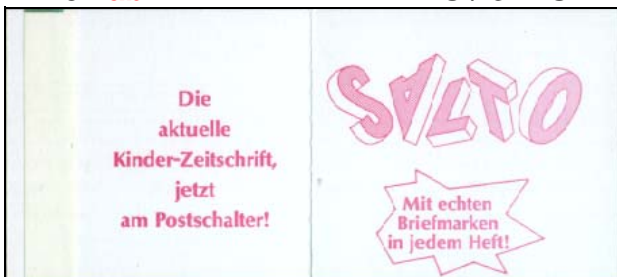 Die
aktuelle
Kinder-Zeitschrift,
jetzt
am Postschalter!
SALTO
Mit echten
Briefmarken
in jedem Heft!